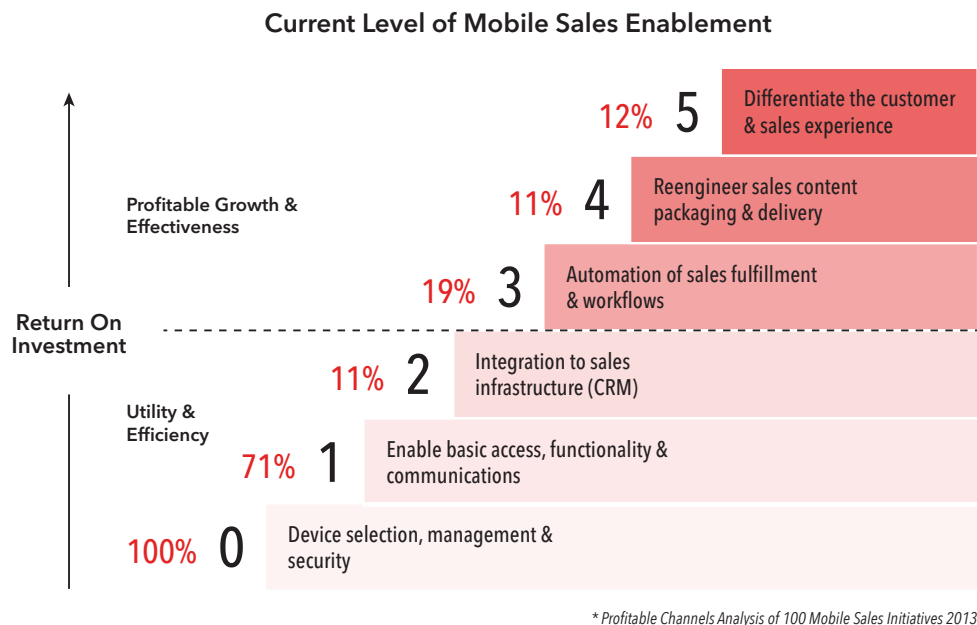 Current Level of Mobile Sales Enablement
12% 5 Differentiate the customer
& sales experience
11% 4 Reengineer sales content
packaging & delivery
Profitable Growth &
Effectiveness
19% 3 Automation of sales fulfillment
& workflows
Return On
Investment
11% 2 Integration to sales
infrastructure (CRM)
Utility &
Efficiency
71% 1 Enable basic access, functionality &
communications
100% 0 Device selection, management &
security
* Profitable Channels Analysis of 100 Mobile Sales Initiatives 2013